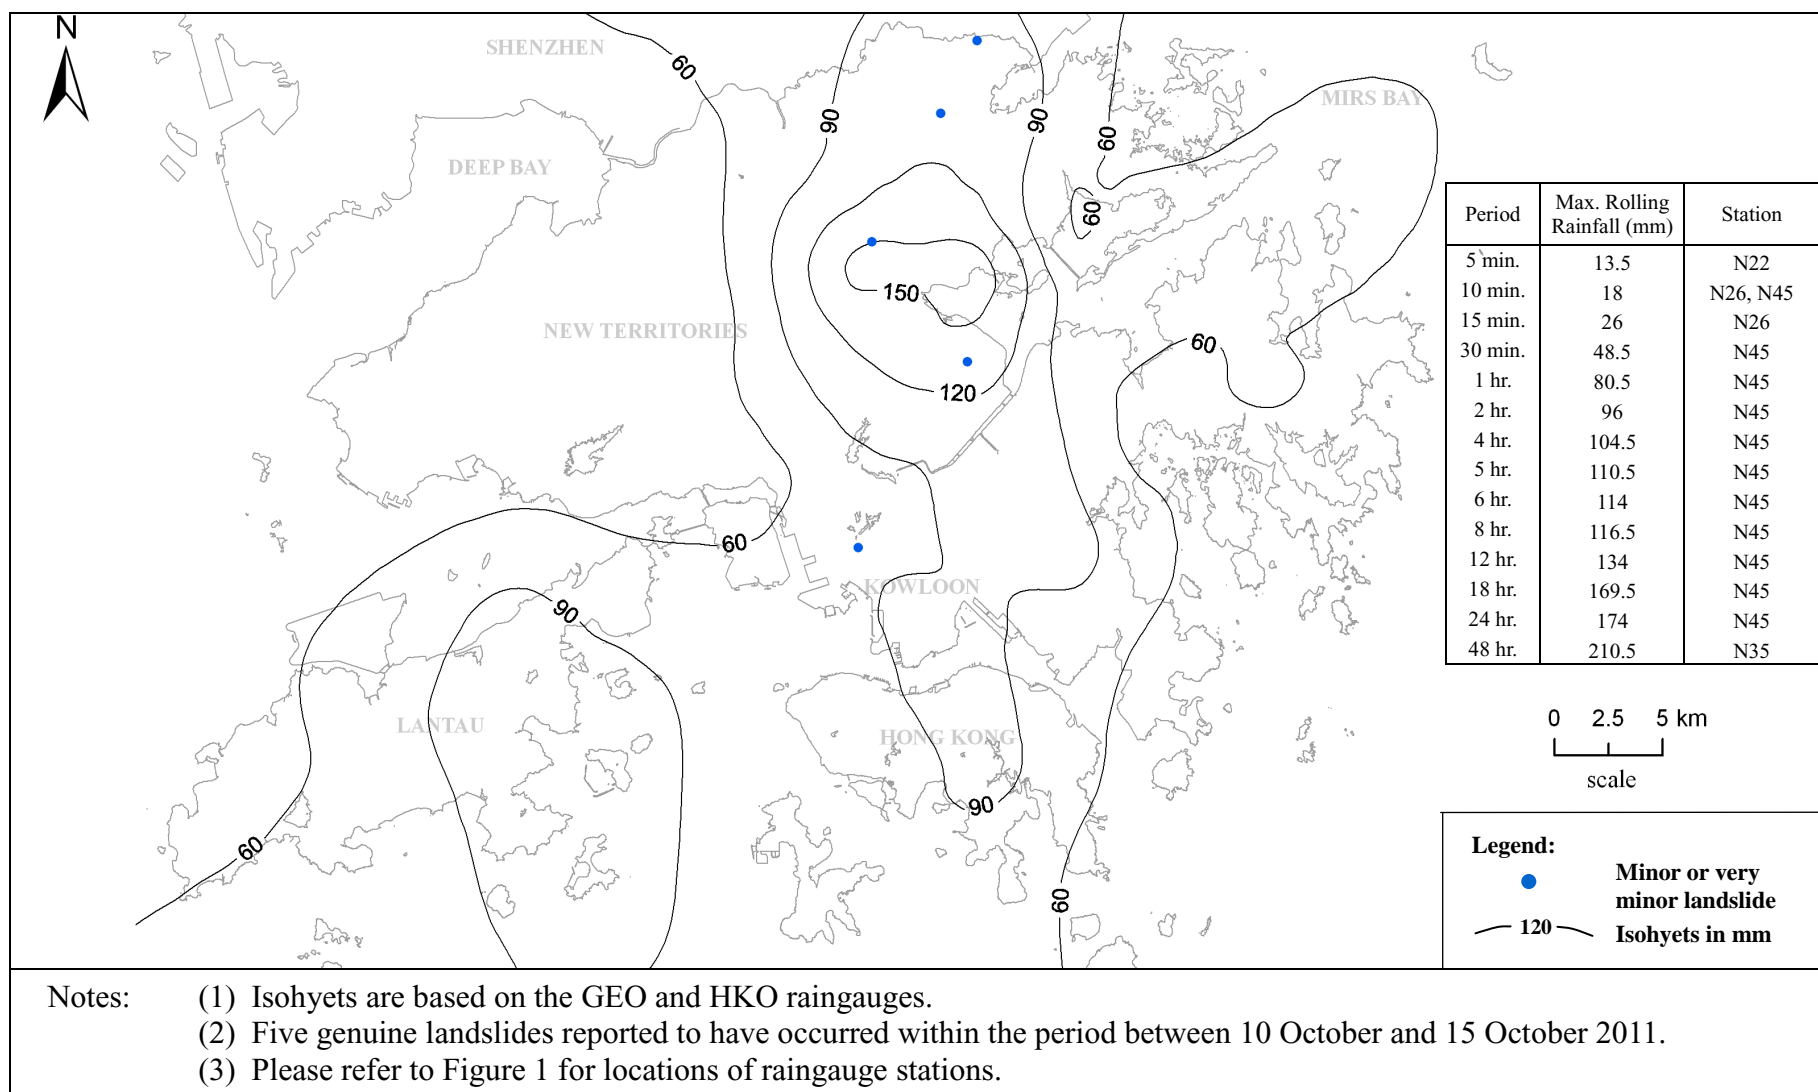 N
SHENZHEN
60
90
90
60
MIRS BAY
DEEP BAY
60
150
NEW TERRITORIES
60
120
60
KOWLOON
90
LANTAU
HONG KONG
90
60
60
Period Max. Rolling Rainfall (mm) Station
5 min. 13.5 N22
10 min. 18 N26, N45
15 min. 26 N26
30 min. 48.5 N45
1 hr. 80.5 N45
2 hr. 96 N45
4 hr. 104.5 N45
5 hr. 110.5 N45
6 hr. 114 N45
8 hr. 116.5 N45
12 hr. 134 N45
18 hr. 169.5 N45
24 hr. 174 N45
48 hr. 210.5 N35
0 2.5 5 km
scale
Legend:
Minor or very
minor landslide
120 Isohyets in mm
Notes: (1) Isohyets are based on the GEO and HKO raingauges.
(2) Five genuine landslides reported to have occurred within the period between 10 October and 15 October 2011.
(3) Please refer to Figure 1 for locations of raingauge stations.